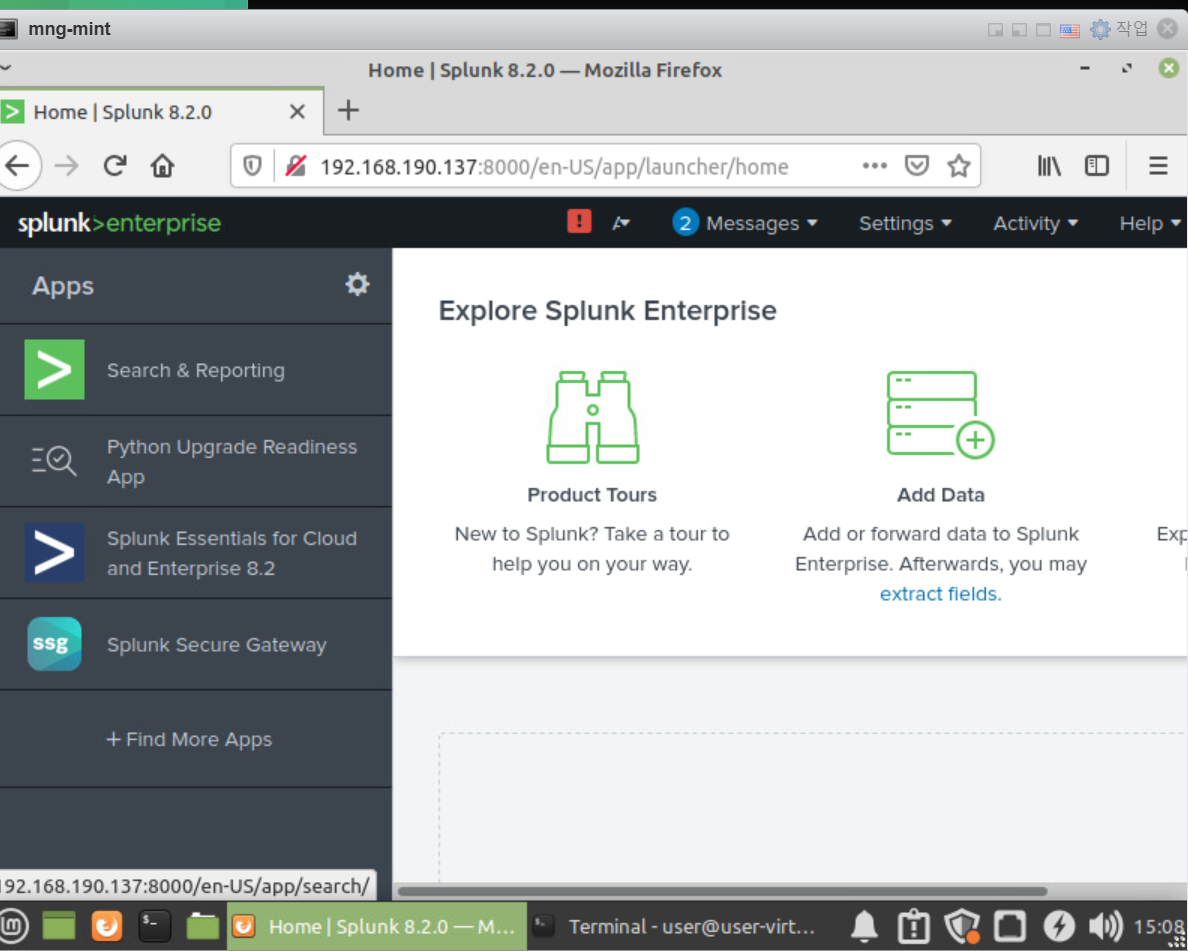 mng-mint
작업
Home | Splunk 8.2.0 — Mozilla Firefox
Home | Splunk 8.2.0
192.168.190.137:8000/en-US/app/launcher/home
splunk>enterprise
! A
2 Messages
Settings
Activity
Help
Apps
Explore Splunk Enterprise
Search & Reporting
Python Upgrade Readiness
App
Splunk Essentials for Cloud
and Enterprise 8.2
ssg Splunk Secure Gateway
+ Find More Apps
Product Tours
New to Splunk? Take a tour to
help you on your way.
Add Data
Add or forward data to Splunk
Enterprise. Afterwards, you may
extract fields.
Exp
192.168.190.137:8000/en-US/app/search/
Home | Splunk 8.2.0 — M...
Terminal - user@user-virt...
15:08